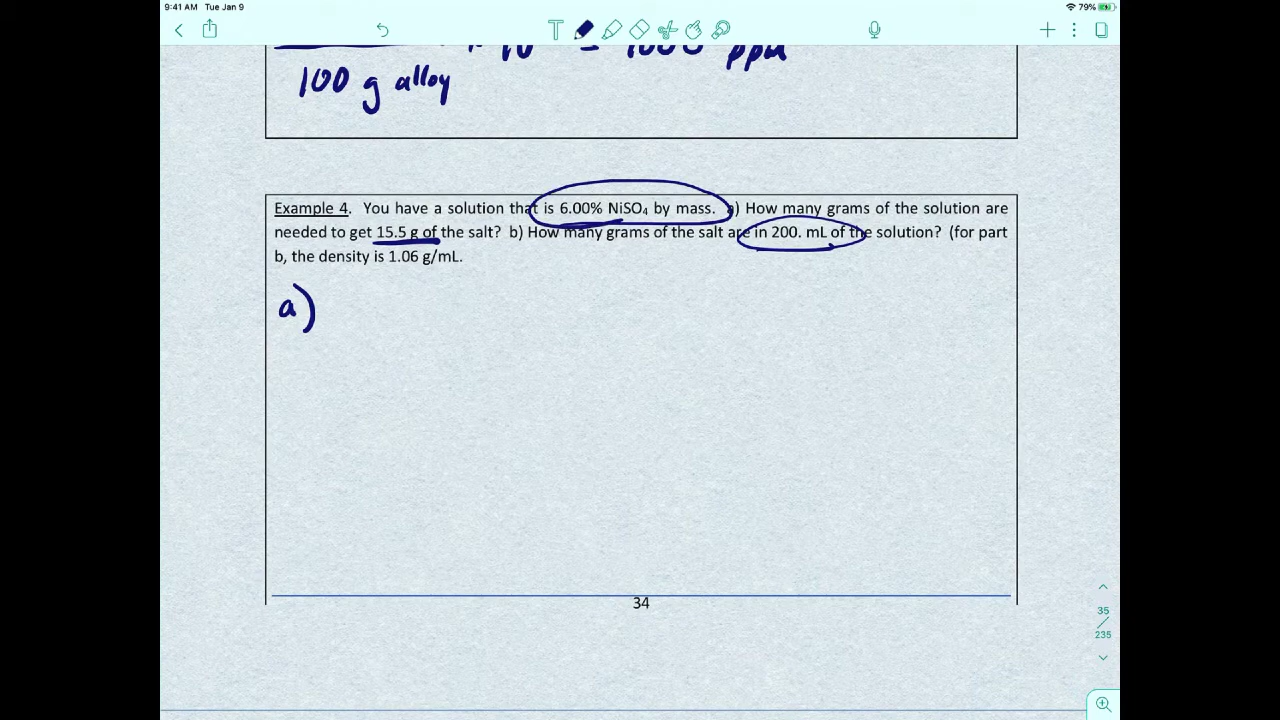 9:41 AM Tue Jan 9
79%
= 1000 ppm
100 g alloy
Example 4. You have a solution that is 6.00% NiSO₄ by mass. a) How many grams of the solution are
needed to get 15.5 g of the salt? b) How many grams of the salt are in 200. mL of the solution? (for part
b, the density is 1.06 g/mL.
a)
34
35
/
235